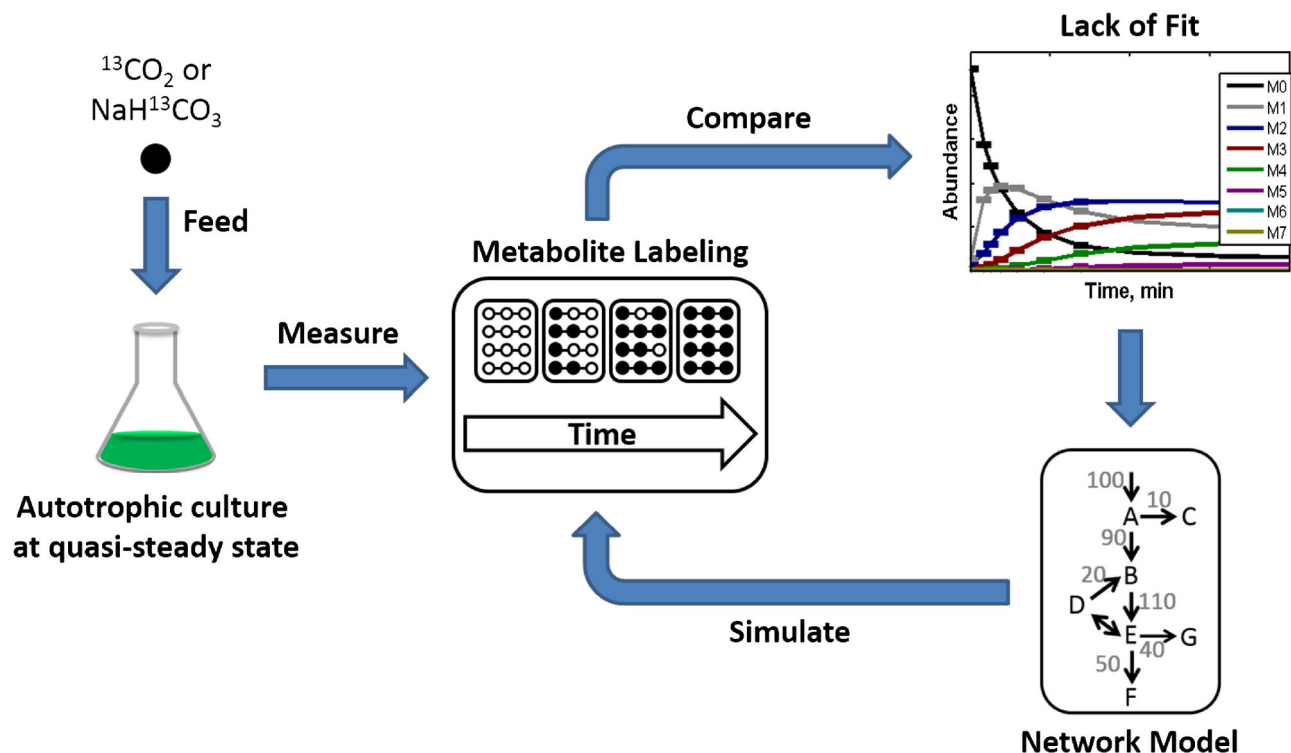 ¹³CO₂ or
NaH¹³CO₃
Feed
Autotrophic culture
at quasi-steady state
Measure
Metabolite Labeling
Time
Compare
Lack of Fit
Abundance
M0
M1
M2
M3
M4
M5
M6
M7
Time, min
Simulate
100
10
A
C
90
20
B
D
110
E
G
50
40
F
Network Model